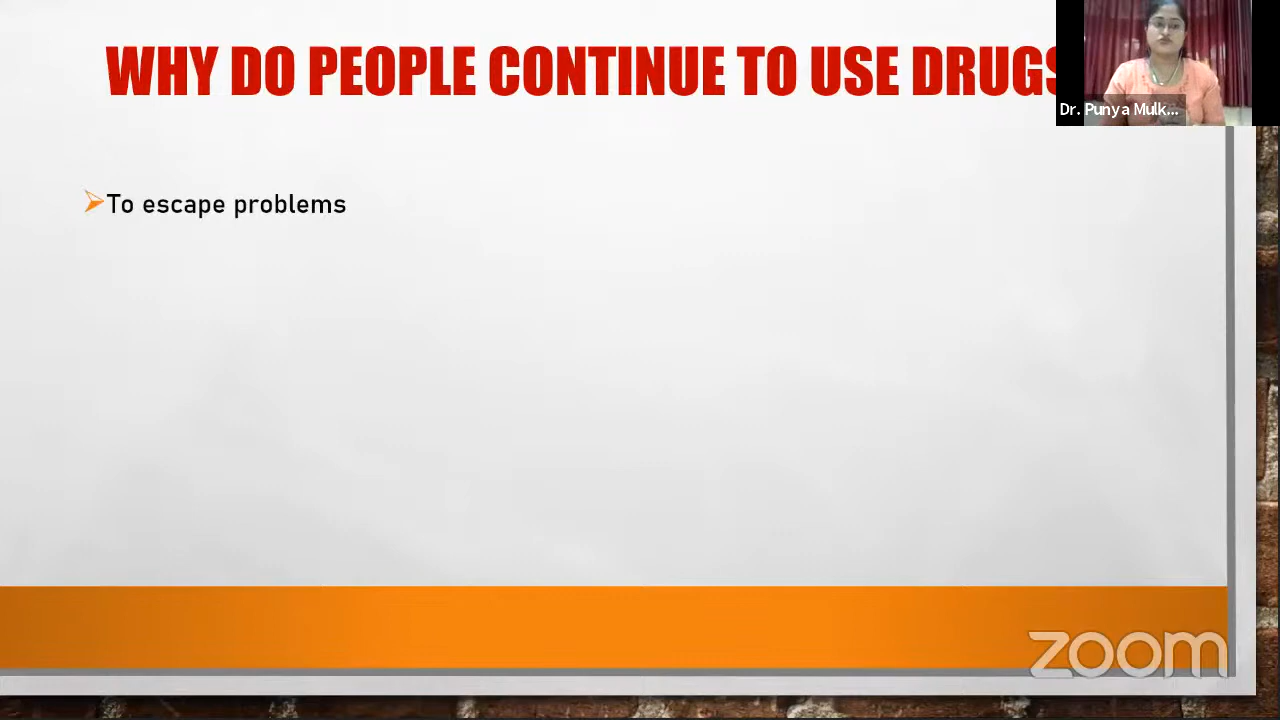 WHY DO PEOPLE CONTINUE TO USE DRUGS
Dr. Punya Mulk...
To escape problems
zoom